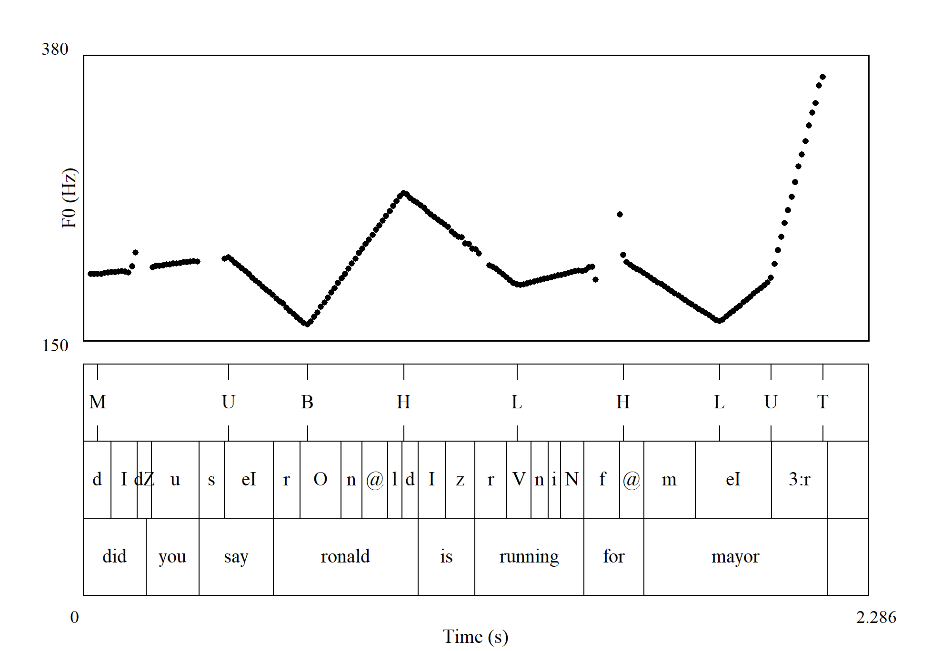 380
F0 (Hz)
150
M U B H L H L U T
d I dZ u s eI r O n @ l d I z r V n i N f @ m eI 3:r
did you say ronald is running for mayor
0 2.286
Time (s)